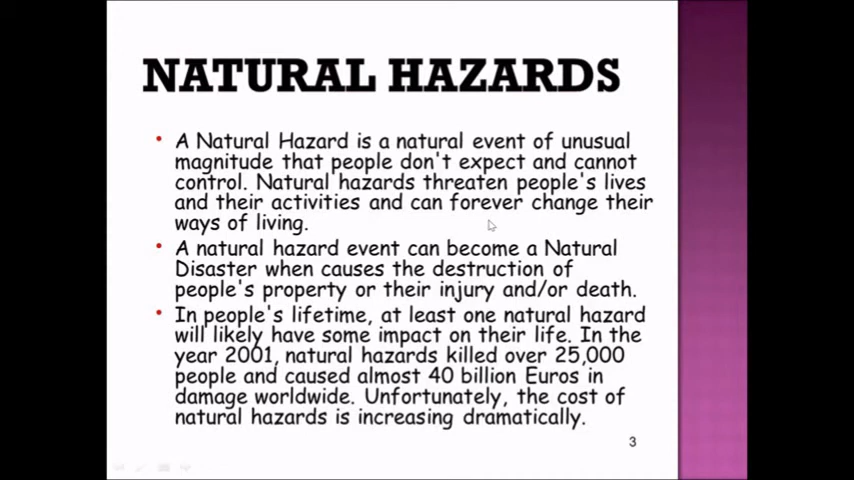 NATURAL HAZARDS
• A Natural Hazard is a natural event of unusual
magnitude that people don't expect and cannot
control. Natural hazards threaten people's lives
and their activities and can forever change their
ways of living.
• A natural hazard event can become a Natural
Disaster when causes the destruction of
people's property or their injury and/or death.
• In people's lifetime, at least one natural hazard
will likely have some impact on their life. In the
year 2001, natural hazards killed over 25,000
people and caused almost 40 billion Euros in
damage worldwide. Unfortunately, the cost of
natural hazards is increasing dramatically.
3